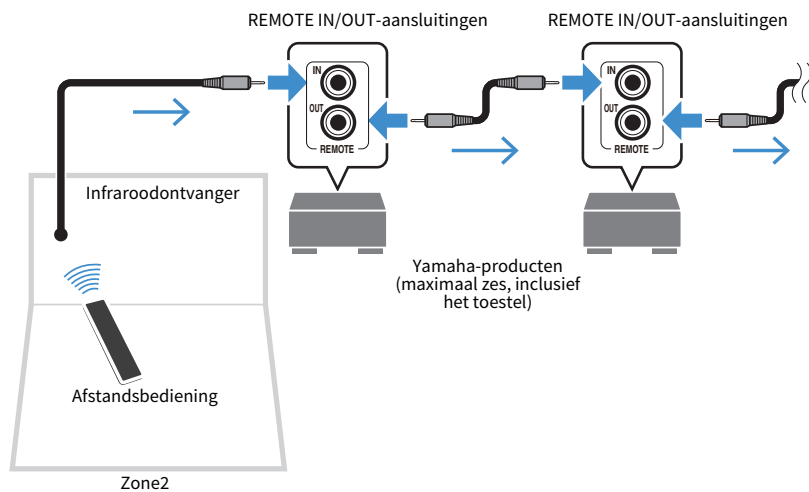 REMOTE IN/OUT-aansluitingen
REMOTE IN/OUT-aansluitingen
IN
OUT
REMOTE
IN
OUT
REMOTE
Infraroodontvanger
Yamaha-producten
(maximaal zes, inclusief
het toestel)
Afstandsbediening
Zone2